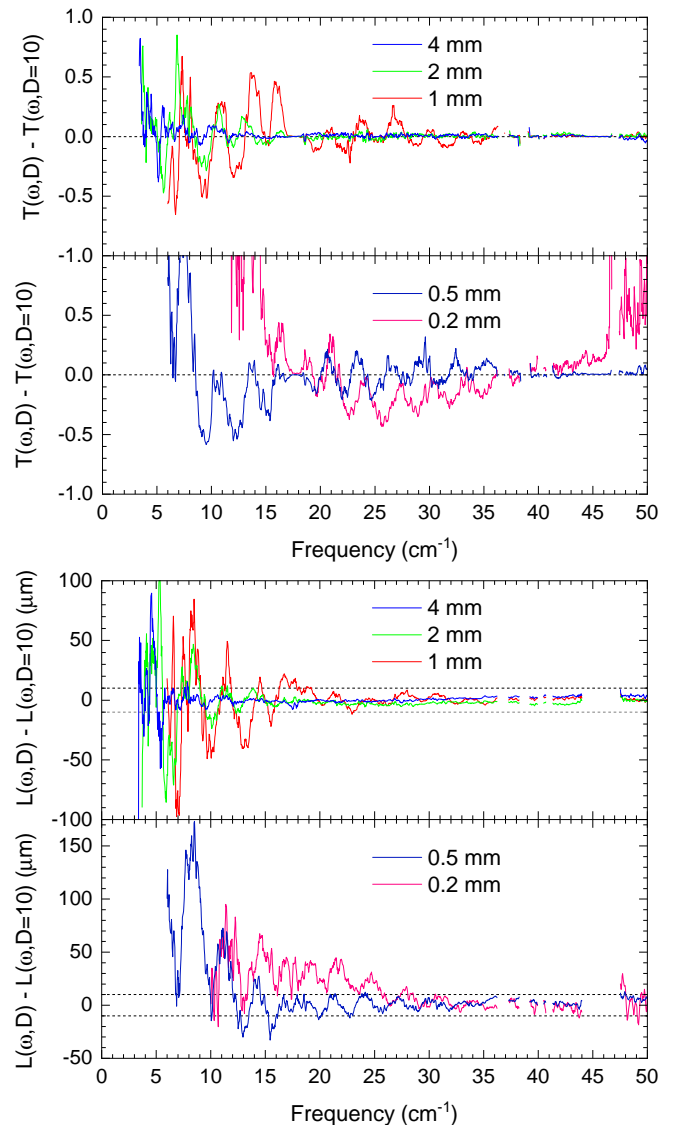 1.0
0.5
0.0
-0.5
-1.0
T(ω,D) - T(ω,D=10)
4 mm
2 mm
1 mm
0.5
0.0
-0.5
-1.0
T(ω,D) - T(ω,D=10)
0.5 mm
0.2 mm
0 5 10 15 20 25 30 35 40 45 50
Frequency (cm⁻¹)
100
50
0
-50
-100
L(ω,D) - L(ω,D=10) (μm)
4 mm
2 mm
1 mm
150
100
50
0
-50
L(ω,D) - L(ω,D=10) (μm)
0.5 mm
0.2 mm
0 5 10 15 20 25 30 35 40 45 50
Frequency (cm⁻¹)